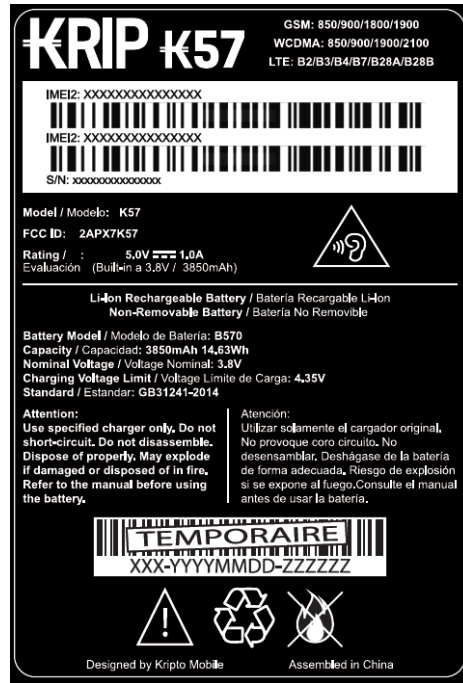 KRIP K57
GSM: 850/900/1800/1900
WCDMA: 850/900/1900/2100
LTE: B2/B3/B4/B7/B28A/B28B
IMEI2: XXXXXXXXXXXXXXX
IMEI2: XXXXXXXXXXXXXXX
S/N: xxxxxxxxxxxxxxx
Model / Modelo: K57
FCC ID: 2APX7K57
Rating / : 5.0V 1.0A
Evaluación (Built-in a 3.8V / 3850mAh)
Li-Ion Rechargeable Battery / Batería Recargable Li-Ion
Non-Removable Battery / Batería No Removible
Battery Model / Modelo de Batería: B570
Capacity / Capacidad: 3850mAh 14.63Wh
Nominal Voltage / Voltage Nominal: 3.8V
Charging Voltage Limit / Voltage Límite de Carga: 4.35V
Standard / Estandar: GB31241-2014
Attention:
Use specified charger only. Do not
short-circuit. Do not disassemble.
Dispose of properly. May explode
if damaged or disposed of in fire.
Refer to the manual before using
the battery.
Atención:
Utilizar solamente el cargador original.
No provoque coro circuito. No
desensamblar. Deshágase de la batería
de forma adecuada. Riesgo de explosión
si se expone al fuego.Consulte el manual
antes de usar la batería.
TEMPORAIRE
XXX-YYYYMMDD-ZZZZZZ
Designed by Kripto Mobile
Assembled in China